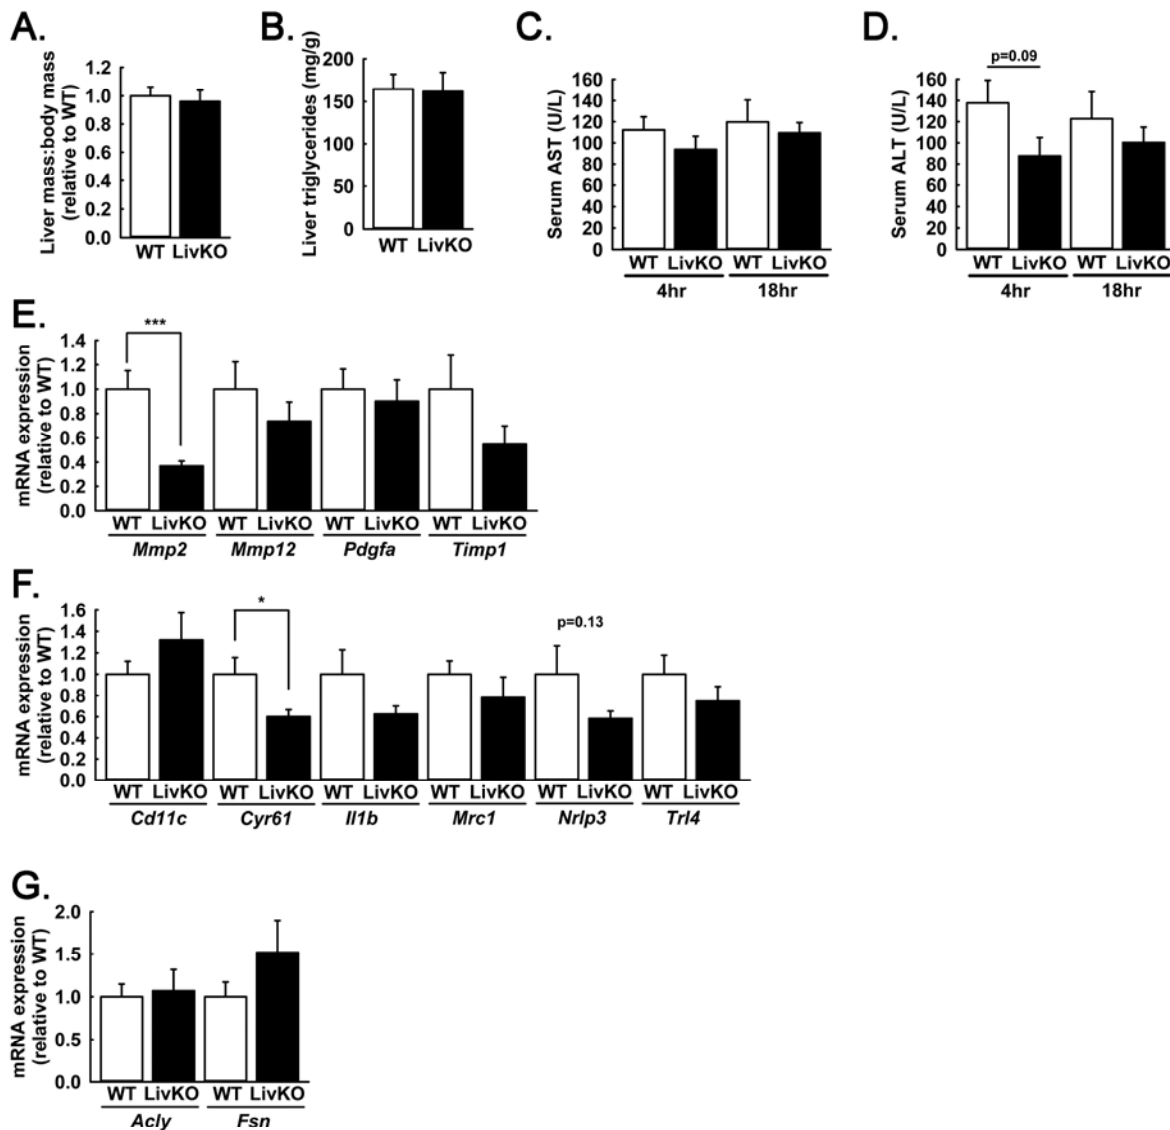 A.
Liver mass:body mass
(relative to WT)
1.2
1.0
0.8
0.6
0.4
0.2
0.0
WT LivKO
B.
Liver triglycerides (mg/g)
200
150
100
50
0
WT LivKO
C.
Serum AST (U/L)
160
140
120
100
80
60
40
20
0
WT LivKO WT LivKO
4hr 18hr
D.
Serum ALT (U/L)
p=0.09
160
140
120
100
80
60
40
20
0
WT LivKO WT LivKO
4hr 18hr
E.
mRNA expression
(relative to WT)
***
1.4
1.2
1.0
0.8
0.6
0.4
0.2
0.0
WT LivKO WT LivKO WT LivKO WT LivKO
Mmp2 Mmp12 Pdgfa Timp1
F.
mRNA expression
(relative to WT)
*
p=0.13
1.6
1.4
1.2
1.0
0.8
0.6
0.4
0.2
0.0
WT LivKO WT LivKO WT LivKO WT LivKO WT LivKO WT LivKO
Cd11c Cyr61 Il1b Mrc1 Nrlp3 Trl4
G.
mRNA expression
(relative to WT)
2.0
1.5
1.0
0.5
0.0
WT LivKO WT LivKO
Acly Fsn